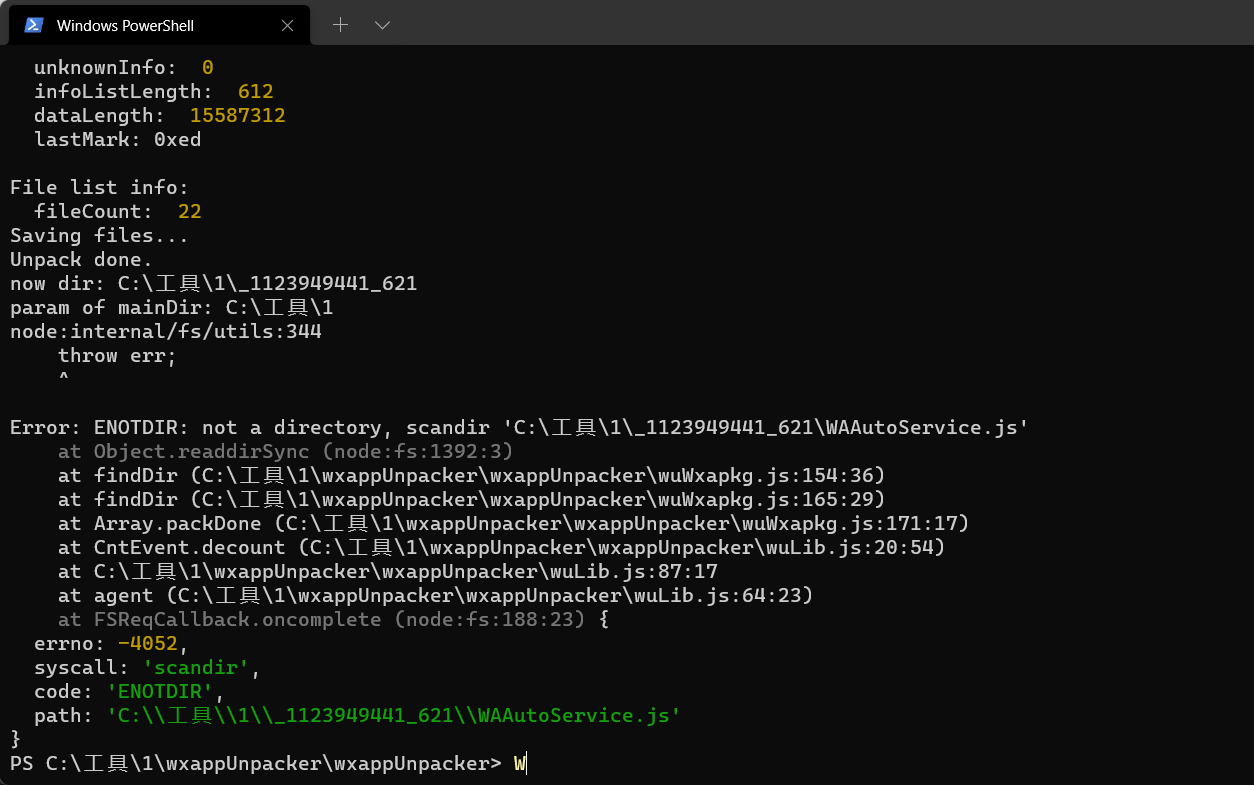 Windows PowerShell
unknownInfo:  0
infoListLength:  612
dataLength:  15587312
lastMark: 0xed
File list info:
fileCount:  22
Saving files...
Unpack done.
now dir: C:\工具\1\_1123949441_621
param of mainDir: C:\工具\1
node:internal/fs/utils:344
throw err;
^
Error: ENOTDIR: not a directory, scandir 'C:\工具\1\_1123949441_621\WAAutoService.js'
at Object.readdirSync (node:fs:1392:3)
at findDir (C:\工具\1\wxappUnpacker\wxappUnpacker\wuWxapkg.js:154:36)
at findDir (C:\工具\1\wxappUnpacker\wxappUnpacker\wuWxapkg.js:165:29)
at Array.packDone (C:\工具\1\wxappUnpacker\wxappUnpacker\wuWxapkg.js:171:17)
at CntEvent.decount (C:\工具\1\wxappUnpacker\wxappUnpacker\wuLib.js:20:54)
at C:\工具\1\wxappUnpacker\wxappUnpacker\wuLib.js:87:17
at agent (C:\工具\1\wxappUnpacker\wxappUnpacker\wuLib.js:64:23)
at FSReqCallback.oncomplete (node:fs:188:23) {
errno: -4052,
syscall: 'scandir',
code: 'ENOTDIR',
path: 'C:\\工具\\1\\_1123949441_621\\WAAutoService.js'
}
PS C:\工具\1\wxappUnpacker\wxappUnpacker> W